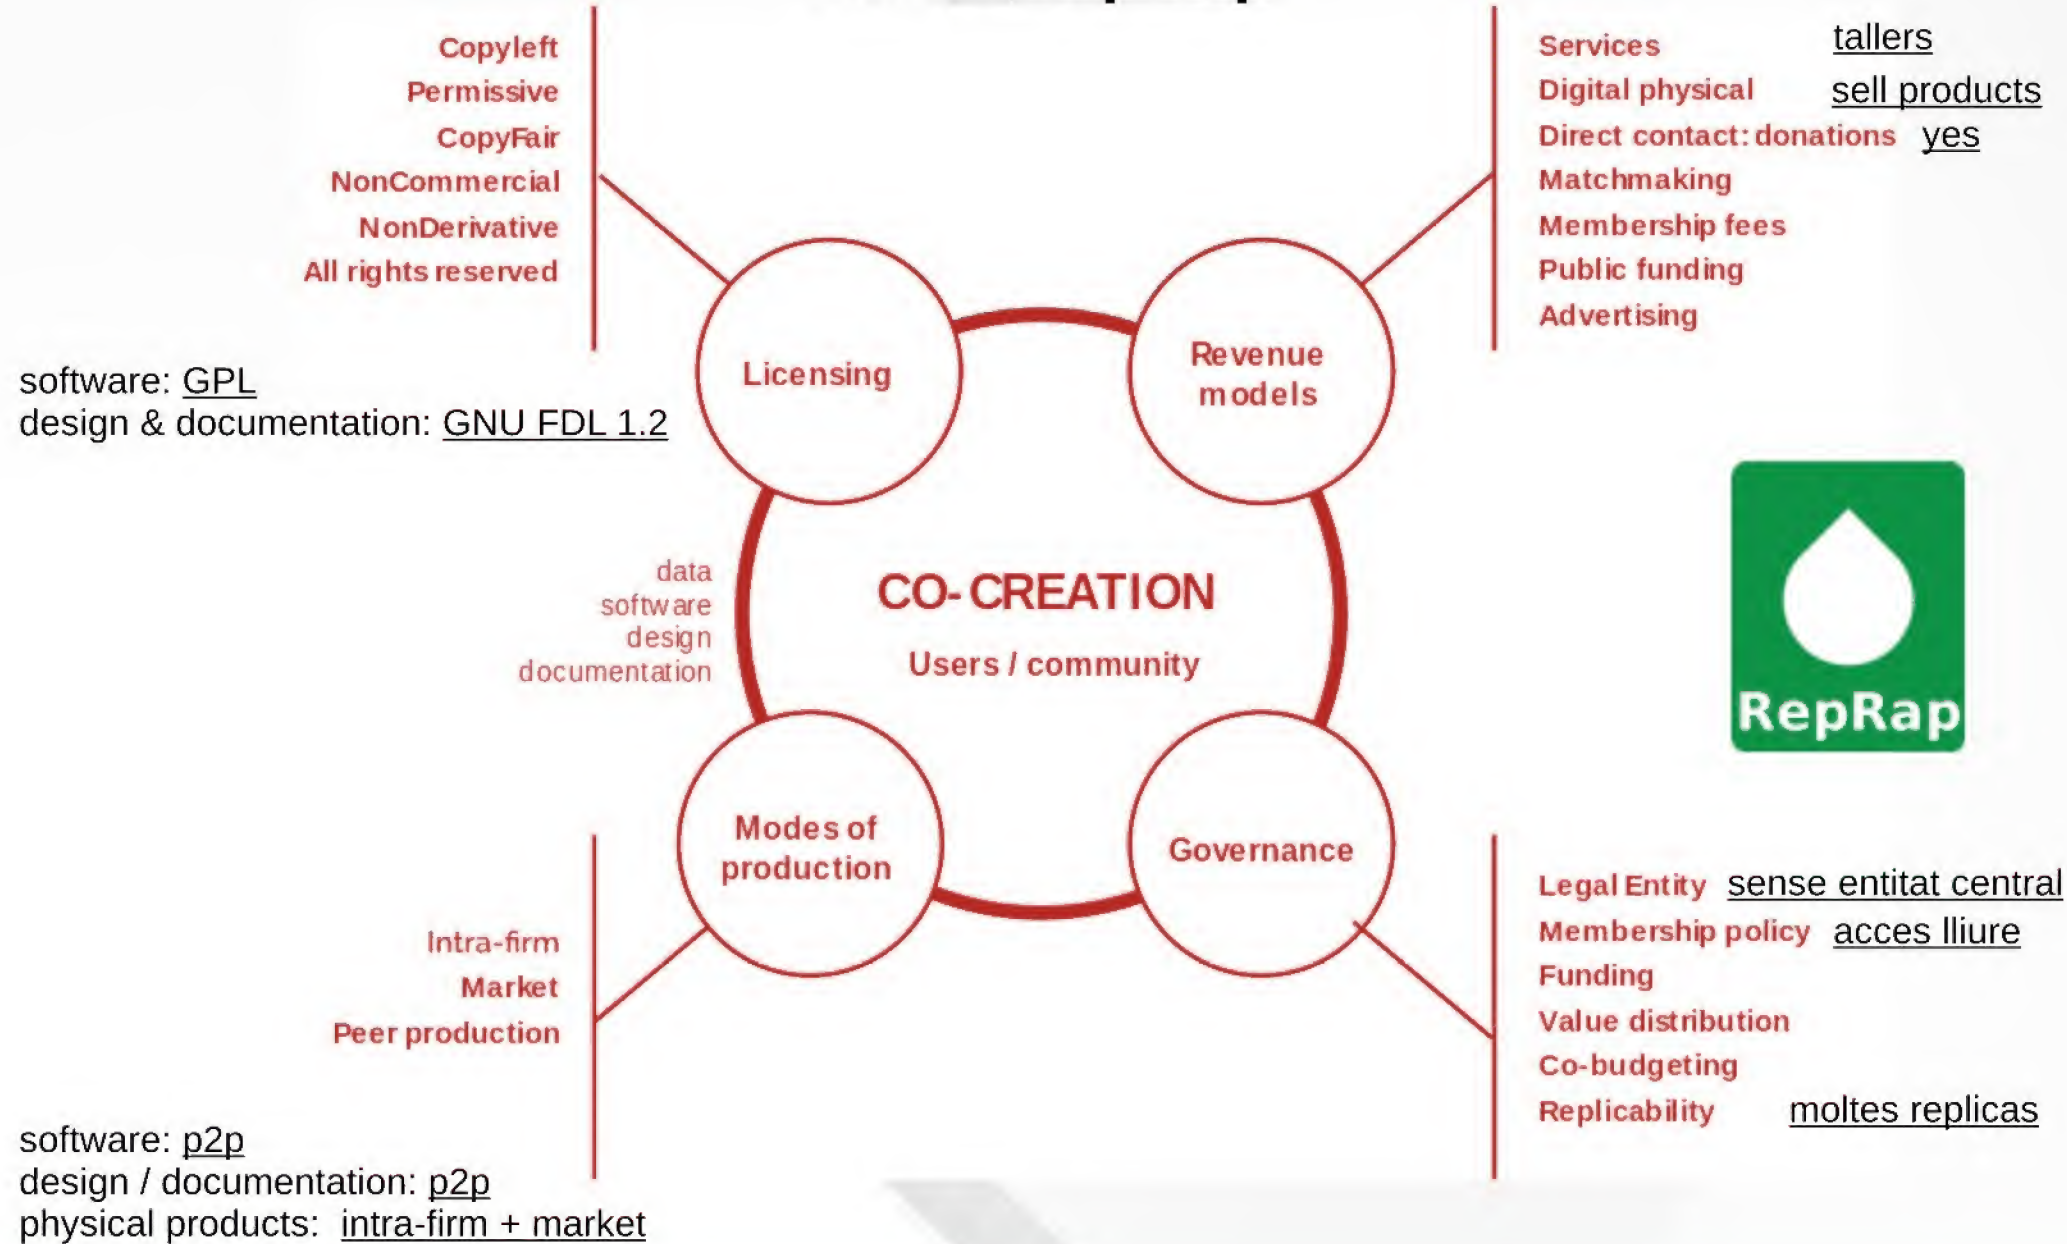 Copyleft
Permissive
CopyFair
NonCommercial
NonDerivative
All rights reserved
software: GPL
design & documentation: GNU FDL 1.2
Services tallers
Digital physical sell products
Direct contact: donations yes
Matchmaking
Membership fees
Public funding
Advertising
Licensing
Revenue
models
data
software
design
documentation
CO-CREATION
Users / community
RepRap
Modes of
production
Governance
Intra-firm
Market
Peer production
software: p2p
design / documentation: p2p
physical products: intra-firm + market
Legal Entity sense entitat central
Membership policy acces lliure
Funding
Value distribution
Co-budgeting
Replicability moltes replicas